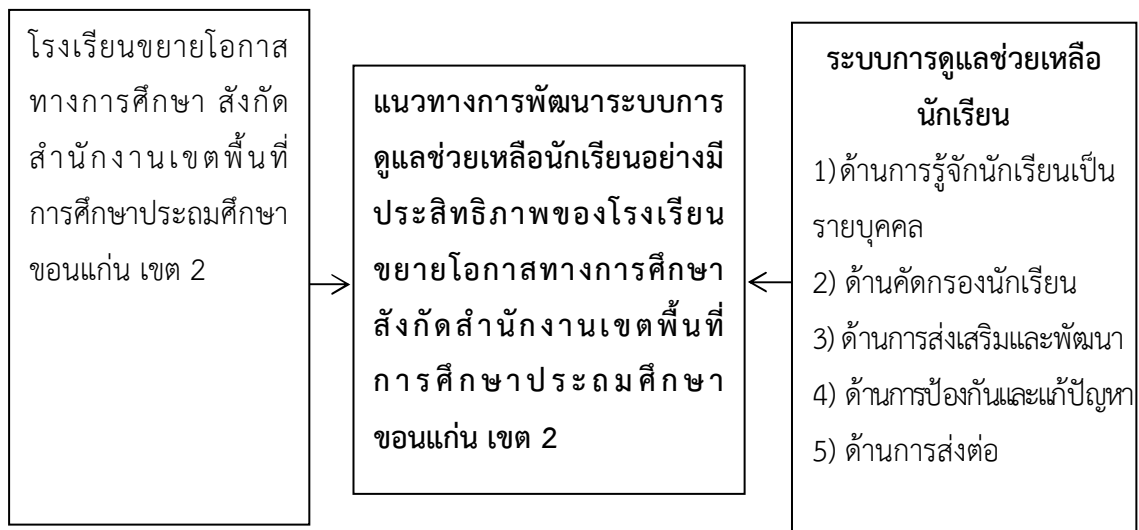 โรงเรียนขยายโอกาส
ทางการศึกษา สังกัด
สำนักงานเขตพื้นที่
การศึกษาประถมศึกษา
ขอนแก่น เขต 2
แนวทางการพัฒนาระบบการ
ดูแลช่วยเหลือนักเรียนอย่างมี
ประสิทธิภาพของโรงเรียน
ขยายโอกาสทางการศึกษา
สังกัดสำนักงานเขตพื้นที่
การศึกษาประถมศึกษา
ขอนแก่น เขต 2
ระบบการดูแลช่วยเหลือ
นักเรียน
1)ด้านการรู้จักนักเรียนเป็น
รายบุคคล
2) ด้านคัดกรองนักเรียน
3) ด้านการส่งเสริมและพัฒนา
4) ด้านการป้องกันและแก้ปัญหา
5) ด้านการส่งต่อ